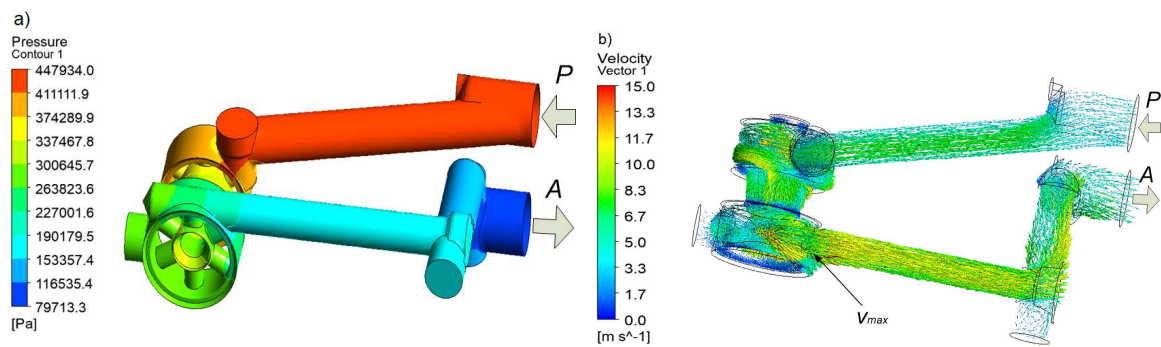 a)
Pressure
Contour 1
447934.0
411111.9
374289.9
337467.8
300645.7
263823.6
227001.6
190179.5
153357.4
116535.4
79713.3
[Pa]
P
A
b)
Velocity
Vector 1
15.0
13.3
11.7
10.0
8.3
6.7
5.0
3.3
1.7
0.0
[m s^-1]
P
A
vmax